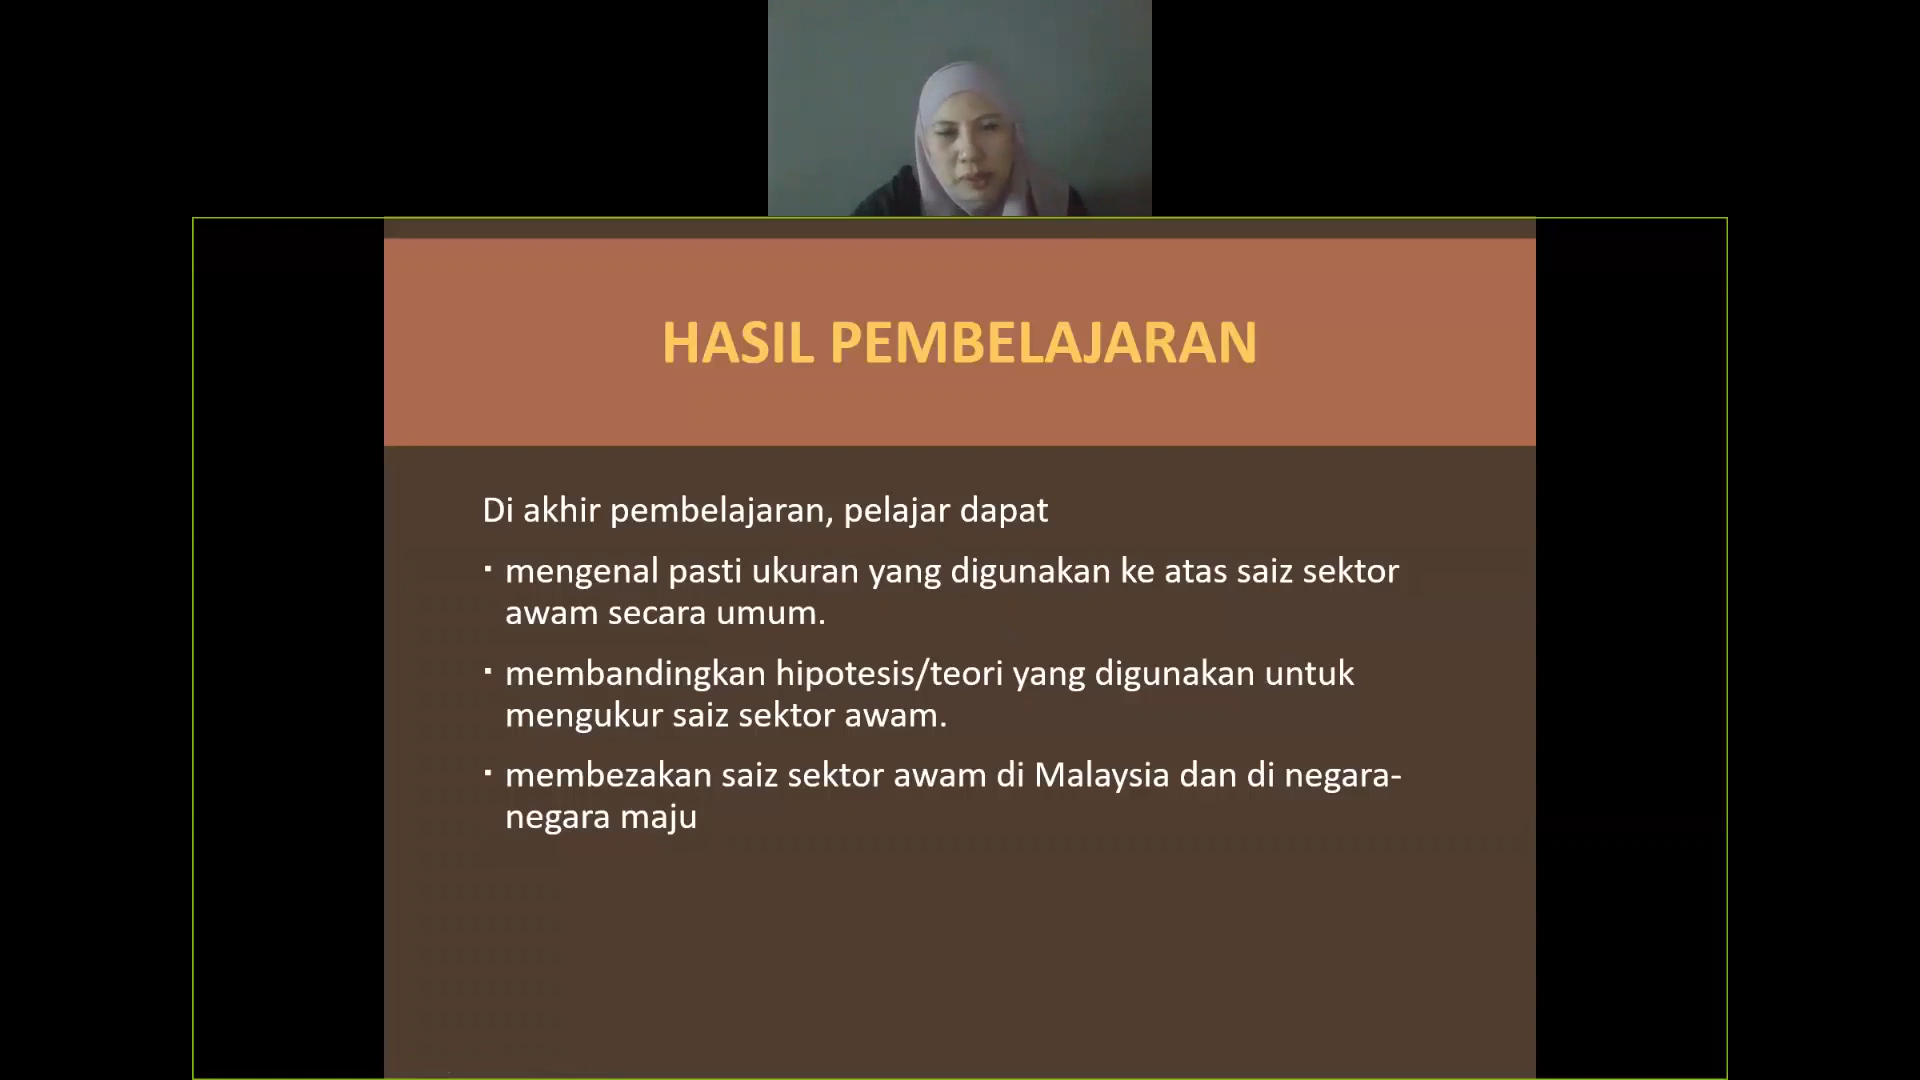 HASIL PEMBELAJARAN
Di akhir pembelajaran, pelajar dapat
▪ mengenal pasti ukuran yang digunakan ke atas saiz sektor
awam secara umum.
▪ membandingkan hipotesis/teori yang digunakan untuk
mengukur saiz sektor awam.
▪ membezakan saiz sektor awam di Malaysia dan di negara-
negara maju